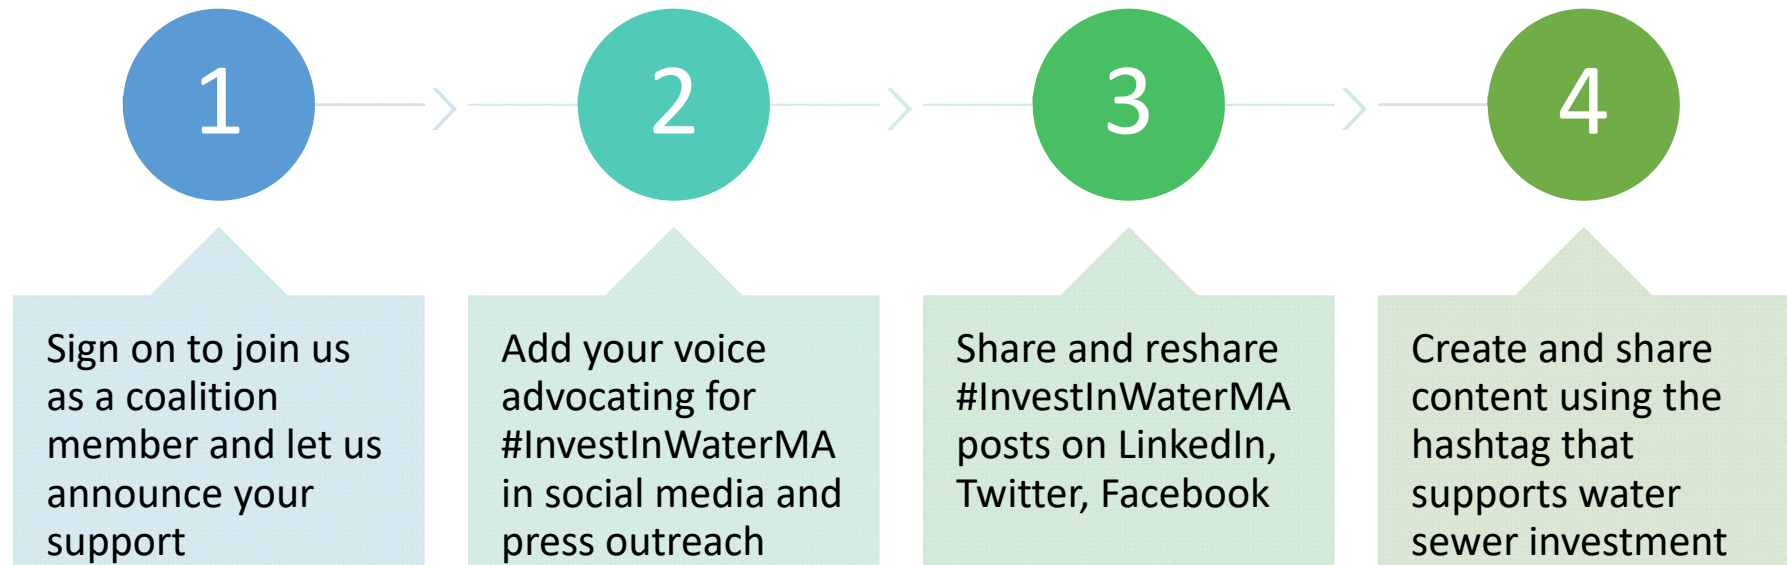 1
2
3
4
Sign on to join us
as a coalition
member and let us
announce your
support
Add your voice
advocating for
#InvestInWaterMA
in social media and
press outreach
Share and reshare
#InvestInWaterMA
posts on LinkedIn,
Twitter, Facebook
Create and share
content using the
hashtag that
supports water
sewer investment